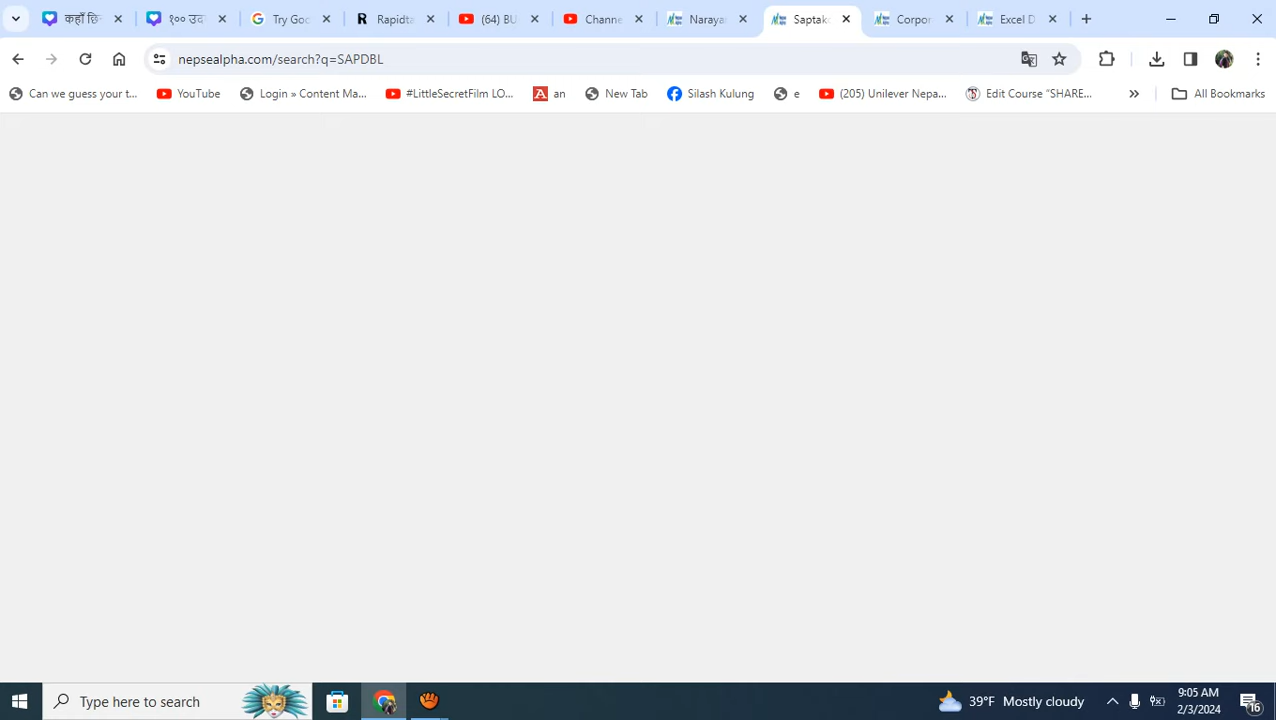 कहाँ छि
१०० उद
Try Goo
Rapidta
(64) BU
Channe
Naraya
Saptako
Corpor
Excel D
nepsealpha.com/search?q=SAPDBL
Can we guess your t...
YouTube
Login » Content Ma...
#LittleSecretFilm LO...
an
New Tab
Silash Kulung
e
(205) Unilever Nepa...
Edit Course “SHARE...
»
All Bookmarks
Type here to search
39°F Mostly cloudy
9:05 AM
2/3/2024
16